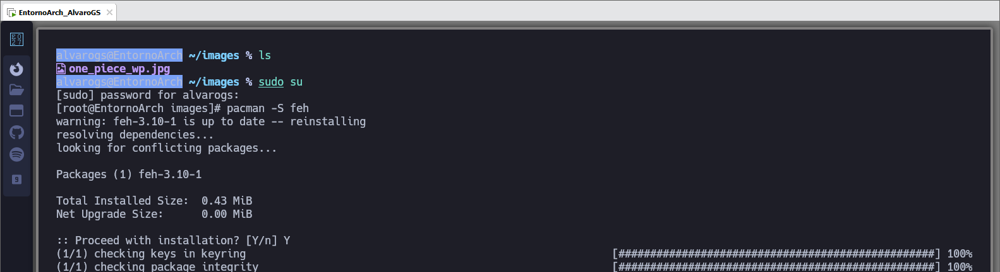 EntornoArch_AlvaroGS
E0
27
9
alvarogs@EntornoArch ~/images % ls
one_piece_wp.jpg
alvarogs@EntornoArch ~/images % sudo su
[sudo] password for alvarogs:
[root@EntornoArch images]# pacman -S feh
warning: feh-3.10-1 is up to date -- reinstalling
resolving dependencies...
looking for conflicting packages...
Packages (1) feh-3.10-1
Total Installed Size:  0.43 MiB
Net Upgrade Size:      0.00 MiB
:: Proceed with installation? [Y/n] Y
(1/1) checking keys in keyring [##################################################] 100%
(1/1) checking package integrity [##################################################] 100%